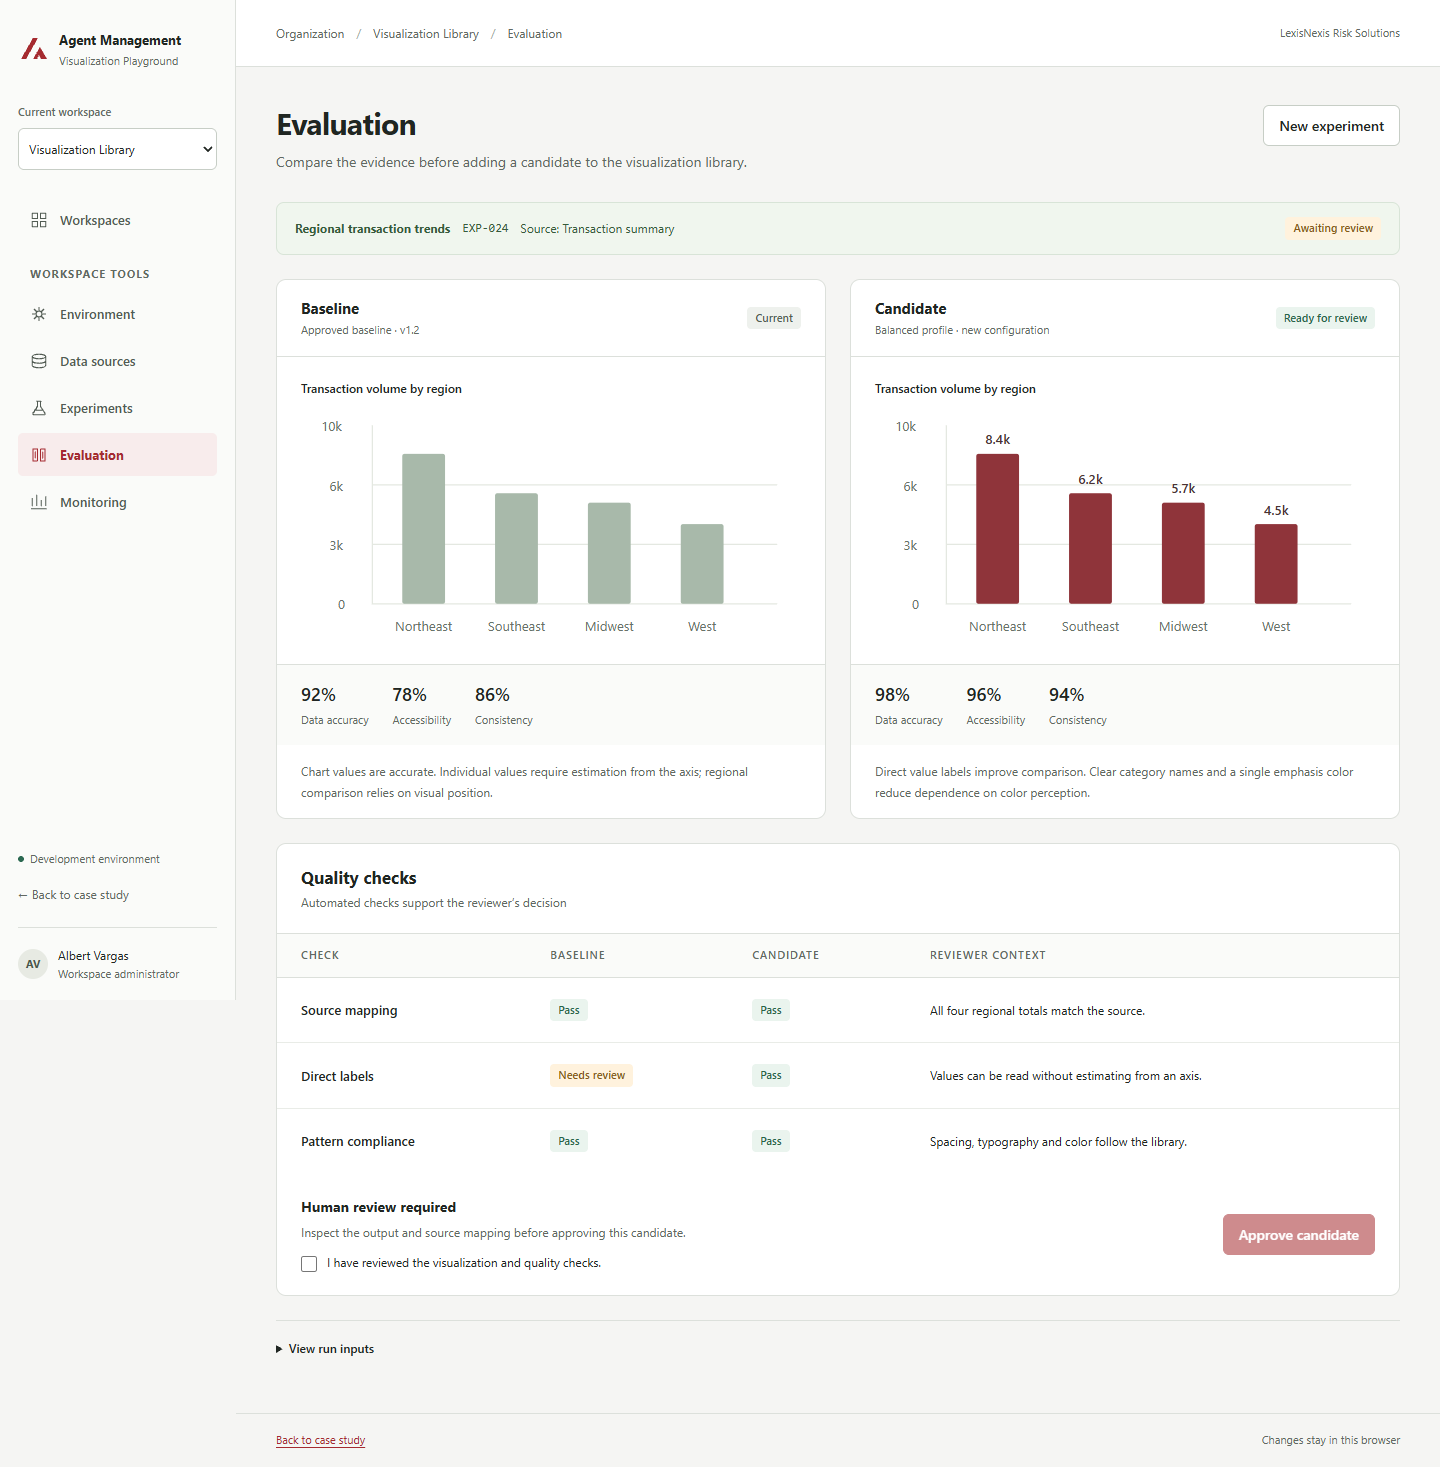 Agent Management
Visualization Playground
Current workspace
Visualization Library
Workspaces
WORKSPACE TOOLS
Environment
Data sources
Experiments
Evaluation
Monitoring
Development environment
← Back to case study
AV
Albert Vargas
Workspace administrator
Organization / Visualization Library / Evaluation
LexisNexis Risk Solutions
Evaluation
Compare the evidence before adding a candidate to the visualization library.
New experiment
Regional transaction trends EXP-024 Source: Transaction summary
Awaiting review
Baseline
Approved baseline · v1.2
Current
Transaction volume by region
10k
6k
3k
0
Northeast Southeast Midwest West
92% 78% 86%
Data accuracy Accessibility Consistency
Chart values are accurate. Individual values require estimation from the axis; regional
comparison relies on visual position.
Candidate
Balanced profile · new configuration
Ready for review
Transaction volume by region
10k
6k
3k
0
8.4k
6.2k
5.7k
4.5k
Northeast Southeast Midwest West
98% 96% 94%
Data accuracy Accessibility Consistency
Direct value labels improve comparison. Clear category names and a single emphasis color
reduce dependence on color perception.
Quality checks
Automated checks support the reviewer's decision
CHECK BASELINE CANDIDATE REVIEWER CONTEXT
Source mapping Pass Pass All four regional totals match the source.
Direct labels Needs review Pass Values can be read without estimating from an axis.
Pattern compliance Pass Pass Spacing, typography and color follow the library.
Human review required
Inspect the output and source mapping before approving this candidate.
I have reviewed the visualization and quality checks.
Approve candidate
View run inputs
Back to case study
Changes stay in this browser